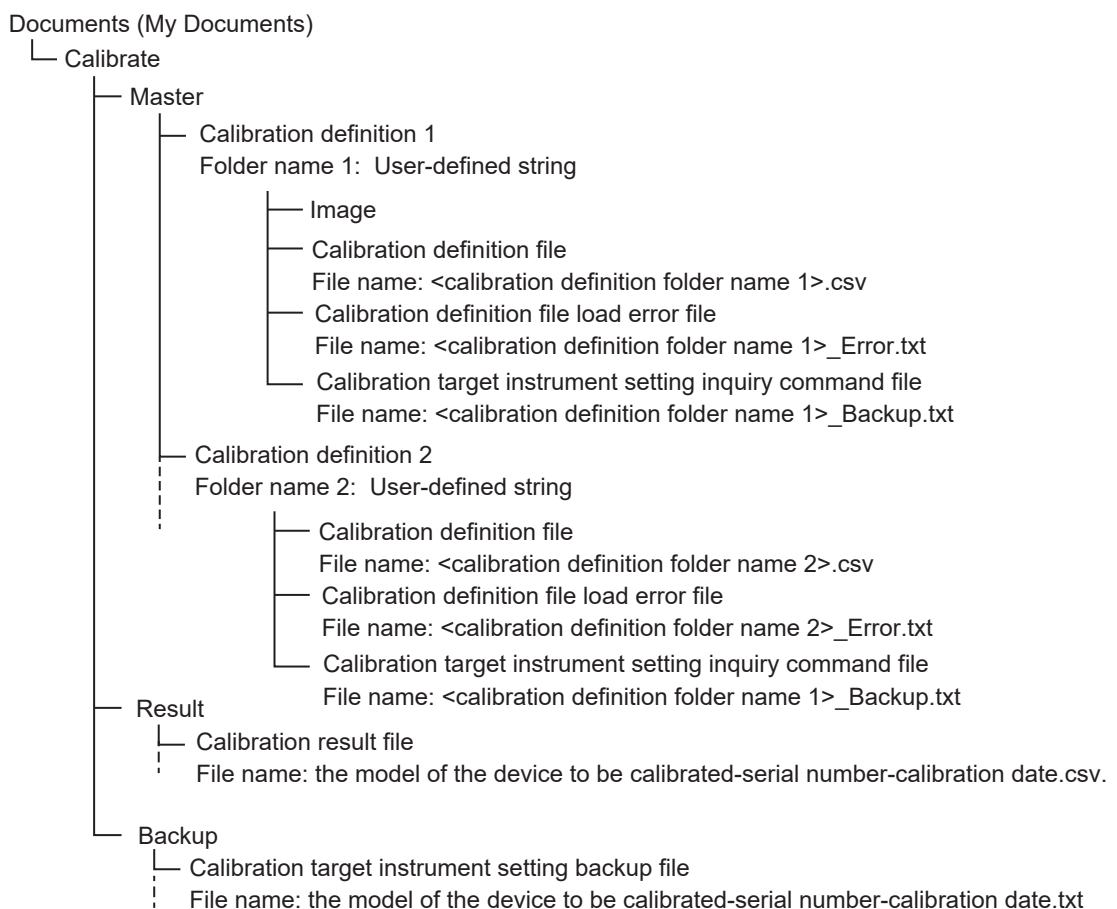 Documents (My Documents)
Calibrate
Master
Calibration definition 1
Folder name 1: User-defined string
Image
Calibration definition file
File name: <calibration definition folder name 1>.csv
Calibration definition file load error file
File name: <calibration definition folder name 1>_Error.txt
Calibration target instrument setting inquiry command file
File name: <calibration definition folder name 1>_Backup.txt
Calibration definition 2
Folder name 2: User-defined string
Calibration definition file
File name: <calibration definition folder name 2>.csv
Calibration definition file load error file
File name: <calibration definition folder name 2>_Error.txt
Calibration target instrument setting inquiry command file
File name: <calibration definition folder name 1>_Backup.txt
Result
Calibration result file
File name: the model of the device to be calibrated-serial number-calibration date.csv.
Backup
Calibration target instrument setting backup file
File name: the model of the device to be calibrated-serial number-calibration date.txt